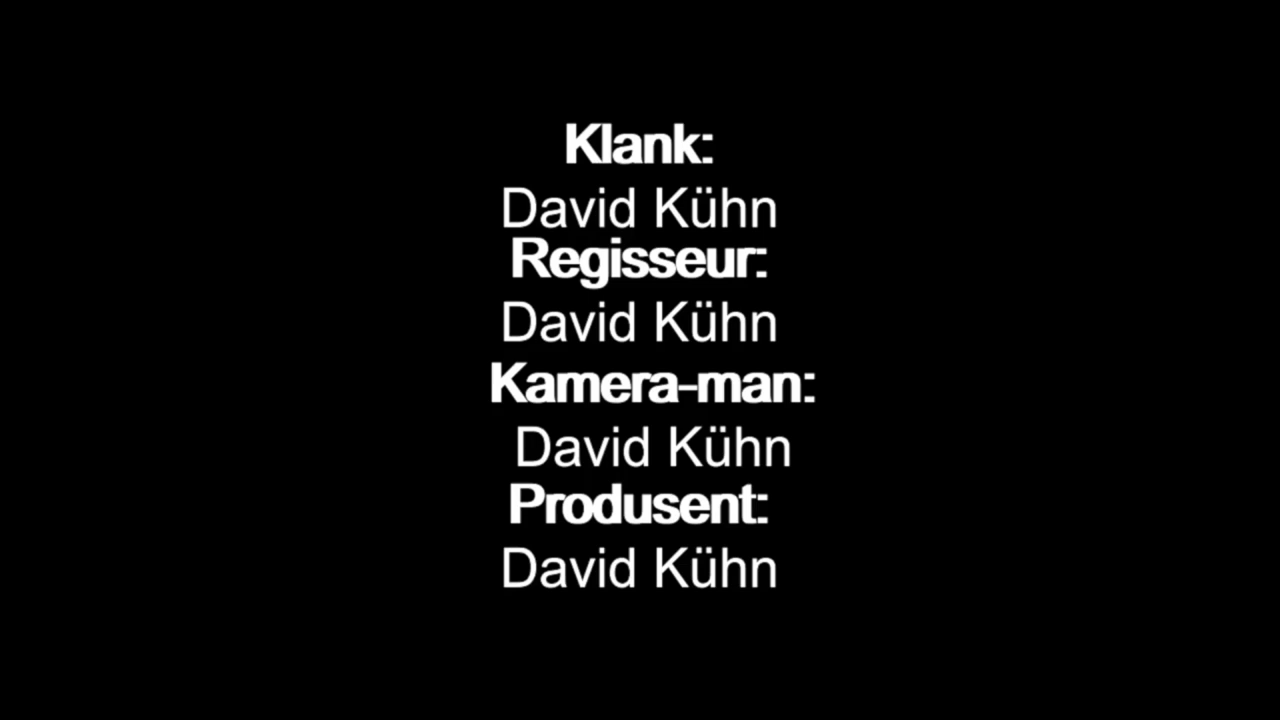 Klank:
David Kühn
Regisseur:
David Kühn
Kamera-man:
David Kühn
Produsent:
David Kühn